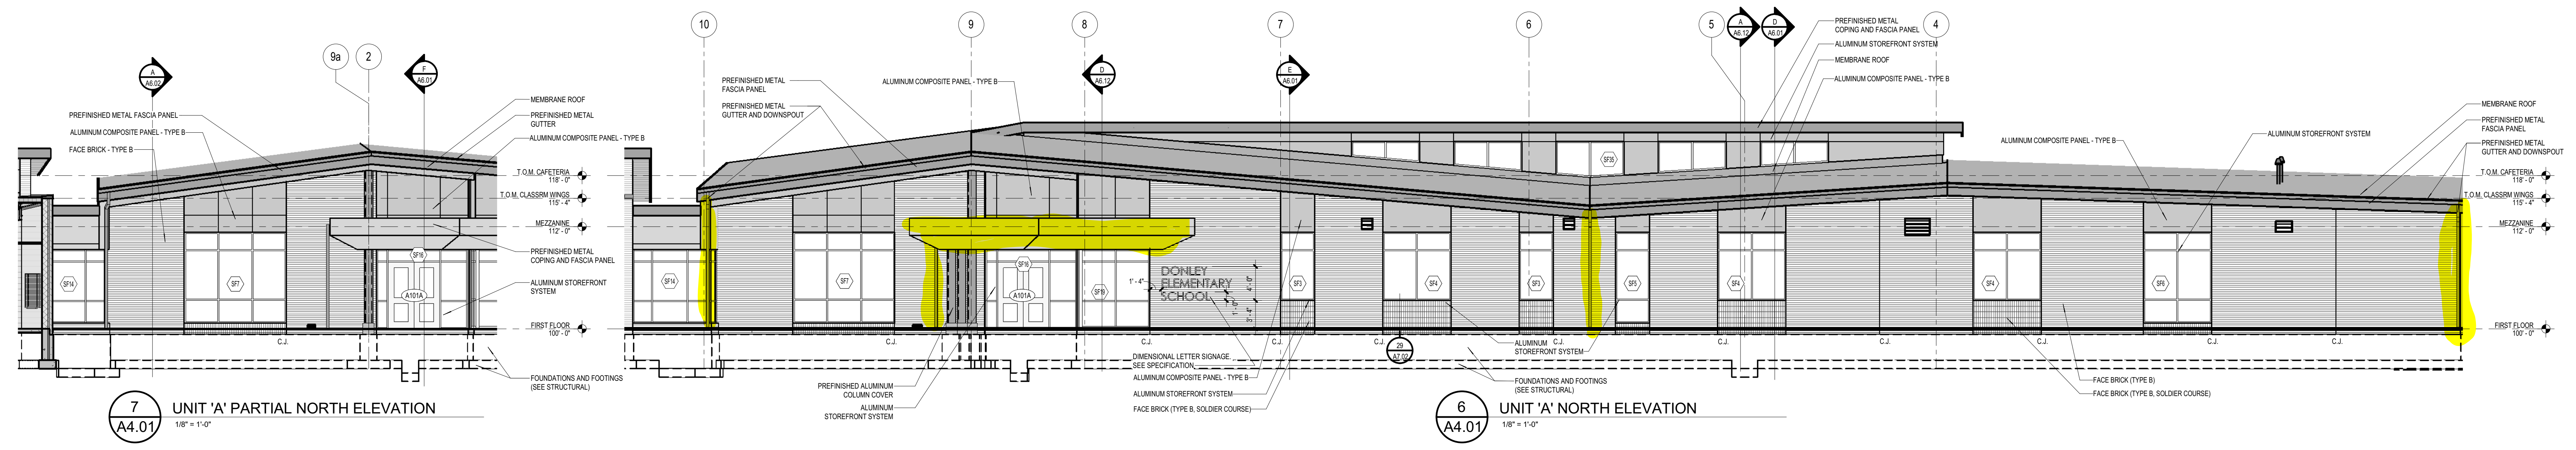 10
9
8
7
6
5
A
A6.12
D
A6.01
4
9a
2
A
A6.02
F
A6.01
D
A6.12
E
A6.01
PREFINISHED METAL FASCIA PANEL
ALUMINUM COMPOSITE PANEL - TYPE B
FACE BRICK - TYPE B
MEMBRANE ROOF
PREFINISHED METAL
GUTTER
ALUMINUM COMPOSITE PANEL - TYPE B
T.O.M. CAFETERIA
118' - 0"
T.O.M. CLASSRM WINGS
115' - 4"
MEZZANINE
112' - 0"
PREFINISHED METAL
COPING AND FASCIA PANEL
ALUMINUM STOREFRONT
SYSTEM
FIRST FLOOR
100' - 0"
SF14
SF7
SF16
A101A
C.J.
FOUNDATIONS AND FOOTINGS
(SEE STRUCTURAL)
7
A4.01
UNIT 'A' PARTIAL NORTH ELEVATION
1/8" = 1'-0"
PREFINISHED METAL
FASCIA PANEL
PREFINISHED METAL
GUTTER AND DOWNSPOUT
ALUMINUM COMPOSITE PANEL - TYPE B
PREFINISHED METAL
COPING AND FASCIA PANEL
ALUMINUM STOREFRONT SYSTEM
MEMBRANE ROOF
ALUMINUM COMPOSITE PANEL - TYPE B
ALUMINUM COMPOSITE PANEL - TYPE B
ALUMINUM STOREFRONT SYSTEM
MEMBRANE ROOF
PREFINISHED METAL
FASCIA PANEL
PREFINISHED METAL
GUTTER AND DOWNSPOUT
T.O.M. CAFETERIA
118' - 0"
T.O.M. CLASSRM WINGS
115' - 4"
MEZZANINE
112' - 0"
FIRST FLOOR
100' - 0"
SF35
SF14
SF7
SF16
A101A
SF19
1' - 4"
DONLEY
ELEMENTARY
SCHOOL
4' - 0"
1' - 0"
3' - 4"
SF3
SF4
SF3
SF5
SF4
SF4
SF6
C.J.
C.J.
C.J.
C.J.
C.J.
C.J.
C.J.
C.J.
C.J.
C.J.
C.J.
29
A7.02
ALUMINUM
STOREFRONT SYSTEM
DIMENSIONAL LETTER SIGNAGE.
SEE SPECIFICATION
ALUMINUM COMPOSITE PANEL - TYPE B
ALUMINUM STOREFRONT SYSTEM
FACE BRICK (TYPE B, SOLDIER COURSE)
PREFINISHED ALUMINUM
COLUMN COVER
ALUMINUM
STOREFRONT SYSTEM
FOUNDATIONS AND FOOTINGS
(SEE STRUCTURAL)
FACE BRICK (TYPE B)
FACE BRICK (TYPE B, SOLDIER COURSE)
6
A4.01
UNIT 'A' NORTH ELEVATION
1/8" = 1'-0"